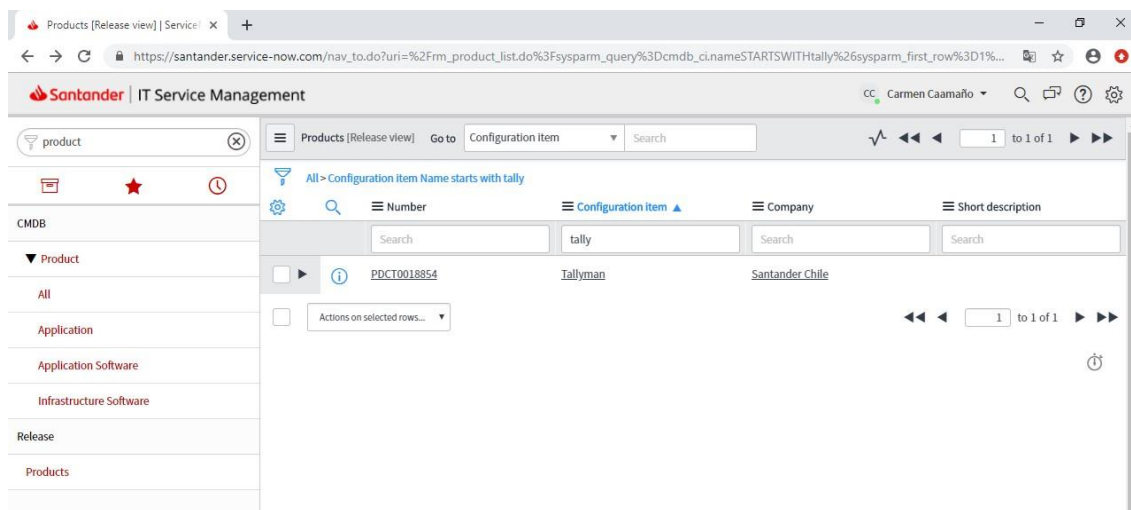 Products [Release view] | Service
https://santander.service-now.com/nav_to.do?uri=%2Frm_product_list.do%3Fsysparm_query%3Dcmdb_ci.nameSTARTSWITHtally%26sysparm_first_row%3D1%...
Santander | IT Service Management
CC Carmen Caamaño
product
Products [Release view] Go to Configuration item Search 1 to 1 of 1
All > Configuration item Name starts with tally
Number Configuration item Company Short description
Search tally Search Search
PDCT0018854 Tallyman Santander Chile
Actions on selected rows... 1 to 1 of 1
CMDB
Product
All
Application
Application Software
Infrastructure Software
Release
Products